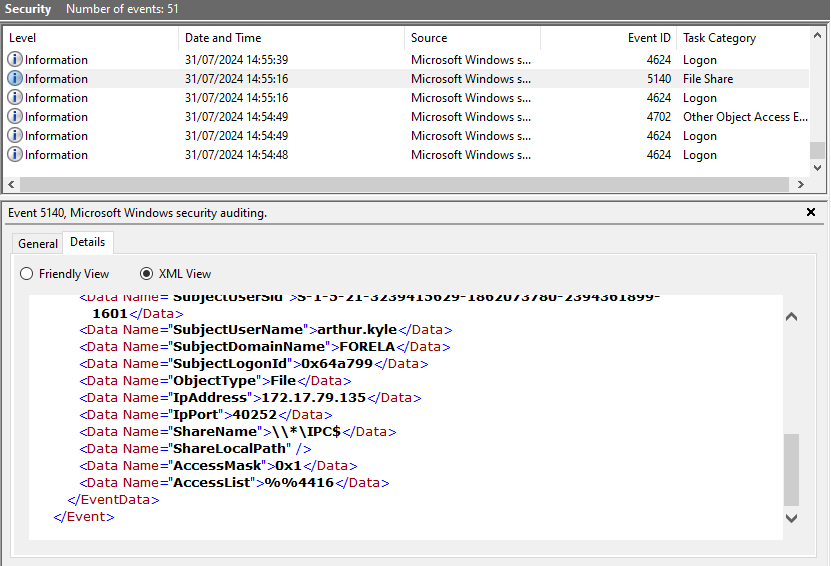 Security Number of events: 51
Level Date and Time Source Event ID Task Category
Information 31/07/2024 14:55:39 Microsoft Windows s... 4624 Logon
Information 31/07/2024 14:55:16 Microsoft Windows s... 5140 File Share
Information 31/07/2024 14:55:16 Microsoft Windows s... 4624 Logon
Information 31/07/2024 14:54:49 Microsoft Windows s... 4702 Other Object Access E...
Information 31/07/2024 14:54:49 Microsoft Windows s... 4624 Logon
Information 31/07/2024 14:54:48 Microsoft Windows s... 4624 Logon
Event 5140, Microsoft Windows security auditing.
General Details
Friendly View XML View
<Data Name="SubjectUserSid">S-1-5-21-3239415629-1862073780-2394361899-
1601</Data>
<Data Name="SubjectUserName">arthur.kyle</Data>
<Data Name="SubjectDomainName">FORELA</Data>
<Data Name="SubjectLogonId">0x64a799</Data>
<Data Name="ObjectType">File</Data>
<Data Name="IpAddress">172.17.79.135</Data>
<Data Name="IpPort">40252</Data>
<Data Name="ShareName">\\*\IPC$</Data>
<Data Name="ShareLocalPath" />
<Data Name="AccessMask">0x1</Data>
<Data Name="AccessList">%%4416</Data>
</EventData>
</Event>